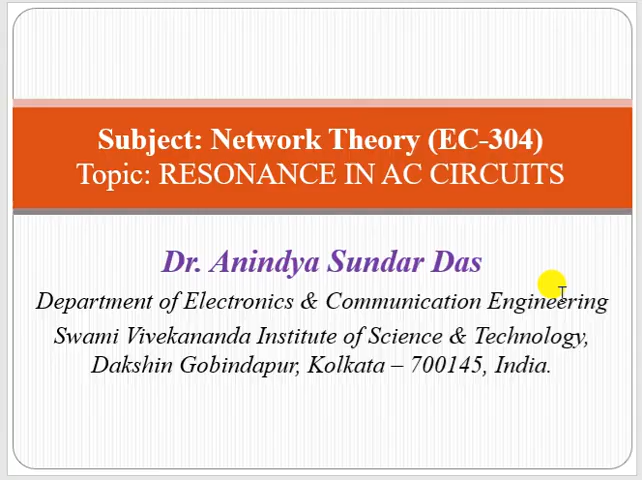 Subject: Network Theory (EC-304)
Topic: RESONANCE IN AC CIRCUITS
Dr. Anindya Sundar Das
Department of Electronics & Communication Engineering
Swami Vivekananda Institute of Science & Technology,
Dakshin Gobindapur, Kolkata – 700145, India.